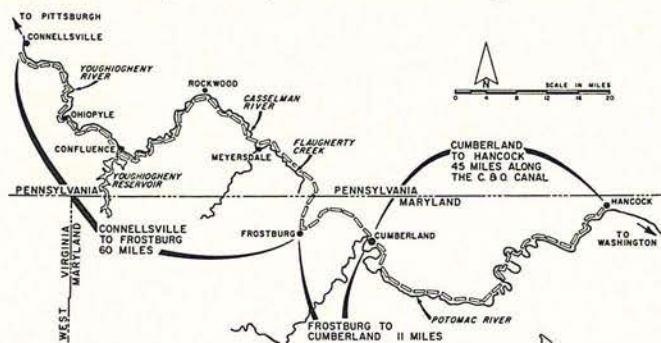 TO PITTSBURGH
CONNELLSVILLE
YOUGHIOGHENY
RIVER
OHIOPYLE
CONFLUENCE
YOUGHIOGHENY
RESERVOIR
ROCKWOOD
CASSELMAN
RIVER
MEYERSDALE
FLAUGHERTY
CREEK
N
SCALE IN MILES
0 4 8 12 16 20
CUMBERLAND
TO HANCOCK
45 MILES ALONG
THE C. & O. CANAL
PENNSYLVANIA
PENNSYLVANIA
MARYLAND
HANCOCK
TO
WASHINGTON
CONNELLSVILLE
TO FROSTBURG
60 MILES
FROSTBURG
CUMBERLAND
WEST VIRGINIA
MARYLAND
POTOMAC RIVER
FROSTBURG TO
CUMBERLAND 11 MILES